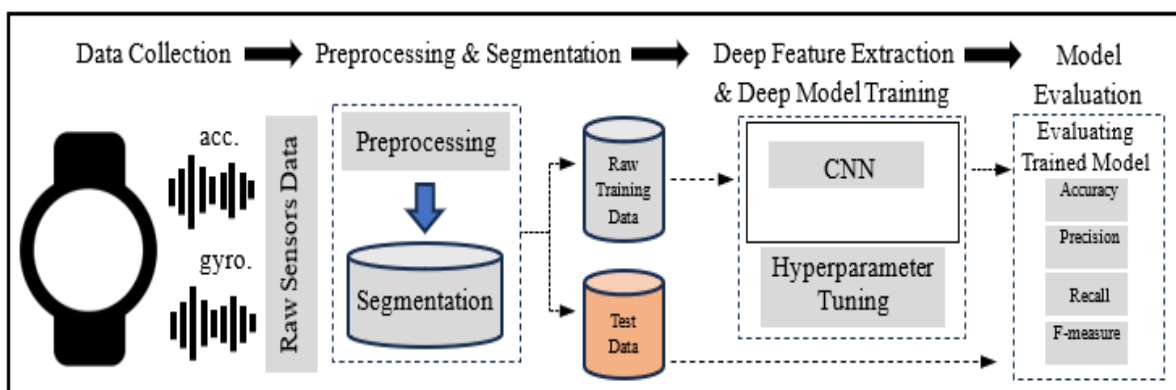 Data Collection
Preprocessing & Segmentation
Deep Feature Extraction
& Deep Model Training
Model
Evaluation
acc.
gyro.
Raw Sensors Data
Preprocessing
Segmentation
Raw
Training
Data
Test
Data
CNN
Hyperparameter
Tuning
Evaluating
Trained Model
Accuracy
Precision
Recall
F-measure